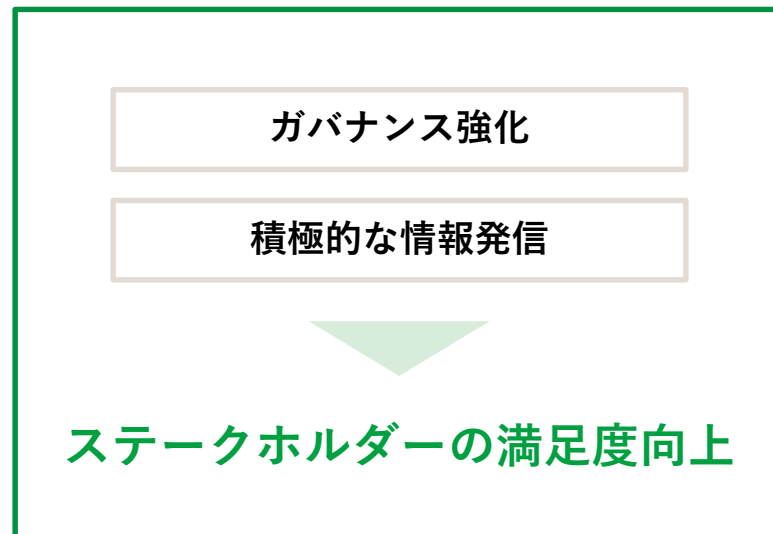 ガバナンス強化
積極的な情報発信
ステークホルダーの満足度向上